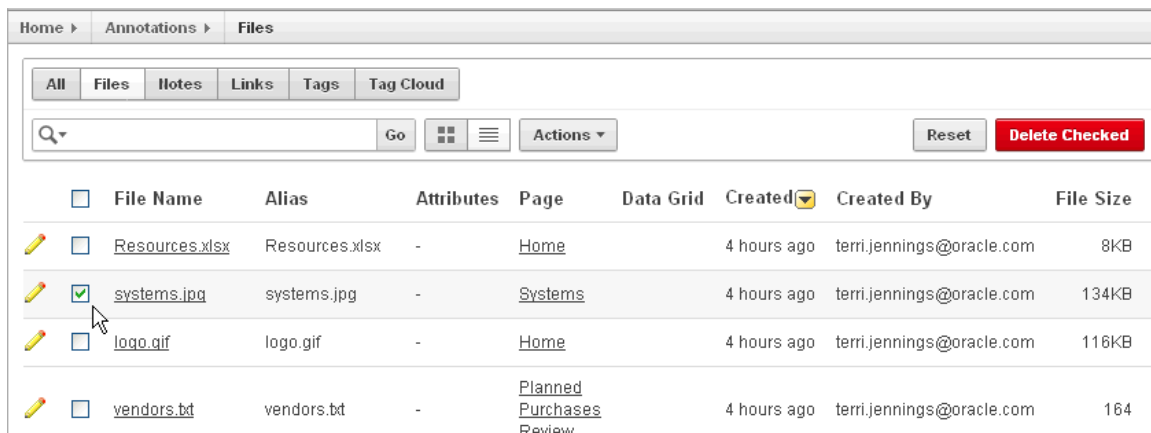 Home Annotations Files
All Files Notes Links Tags Tag Cloud
Go Actions Reset Delete Checked
File Name Alias Attributes Page Data Grid Created Created By File Size
Resources.xlsx Resources.xlsx - Home 4 hours ago terri.jennings@oracle.com 8KB
systems.jpg systems.jpg - Systems 4 hours ago terri.jennings@oracle.com 134KB
logo.gif logo.gif - Home 4 hours ago terri.jennings@oracle.com 116KB
Planned
vendors.txt vendors.txt - Purchases 4 hours ago terri.jennings@oracle.com 164
Review